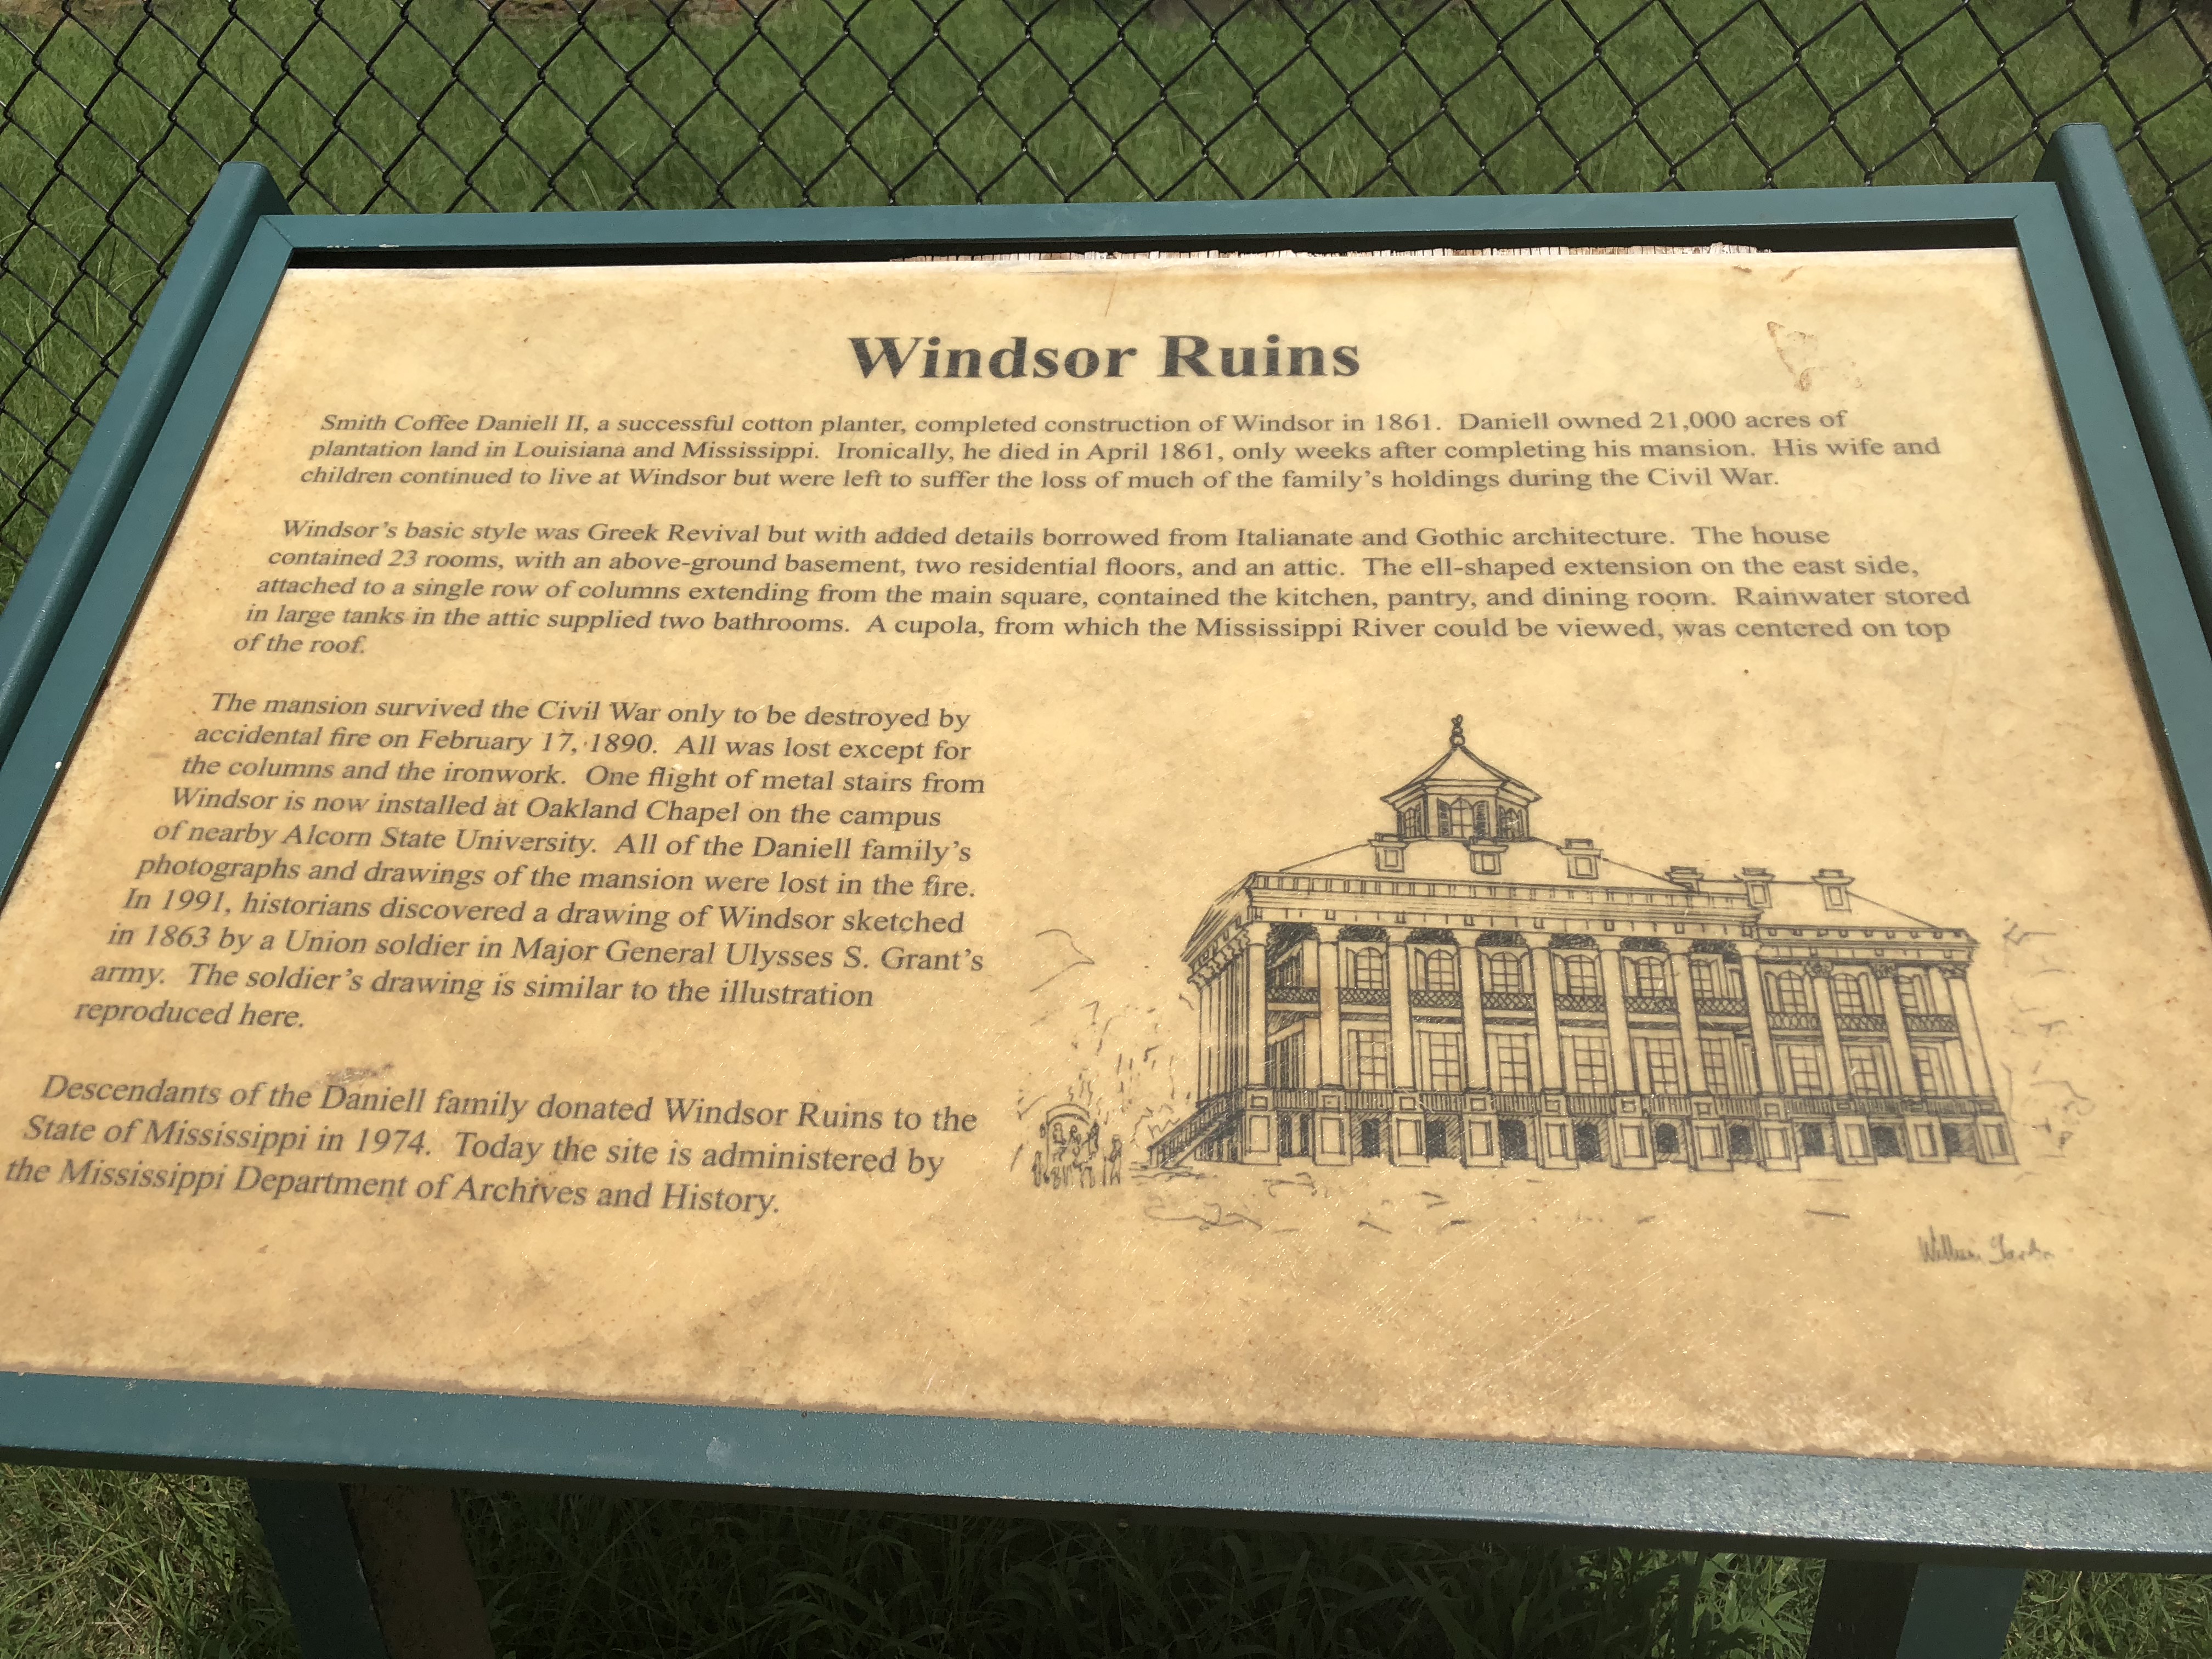 Windsor Ruins
Smith Coffee Daniell II, a successful cotton planter, completed construction of Windsor in 1861. Daniell owned 21,000 acres of
plantation land in Louisiana and Mississippi. Ironically, he died in April 1861, only weeks after completing his mansion. His wife and
children continued to live at Windsor but were left to suffer the loss of much of the family's holdings during the Civil War.
Windsor's basic style was Greek Revival but with added details borrowed from Italianate and Gothic architecture. The house
contained 23 rooms, with an above-ground basement, two residential floors, and an attic. The ell-shaped extension on the east side,
attached to a single row of columns extending from the main square, contained the kitchen, pantry, and dining room. Rainwater stored
in large tanks in the attic supplied two bathrooms. A cupola, from which the Mississippi River could be viewed, was centered on top
of the roof.
The mansion survived the Civil War only to be destroyed by
accidental fire on February 17, 1890. All was lost except for
the columns and the ironwork. One flight of metal stairs from
Windsor is now installed at Oakland Chapel on the campus
of nearby Alcorn State University. All of the Daniell family's
photographs and drawings of the mansion were lost in the fire.
In 1991, historians discovered a drawing of Windsor sketched
in 1863 by a Union soldier in Major General Ulysses S. Grant's
army. The soldier's drawing is similar to the illustration
reproduced here.
Descendants of the Daniell family donated Windsor Ruins to the
State of Mississippi in 1974. Today the site is administered by
the Mississippi Department of Archives and History.